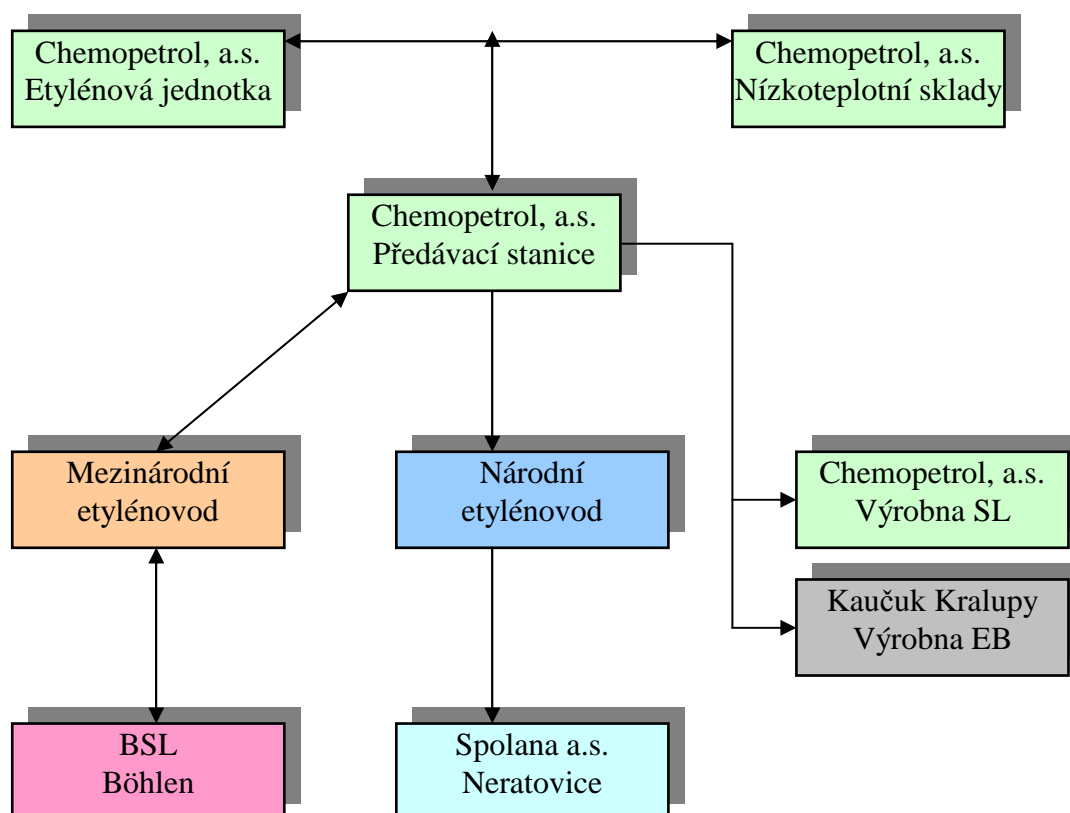 Chemopetrol, a.s.
Etylénová jednotka
Chemopetrol, a.s.
Nízkoteplotní sklady
Chemopetrol, a.s.
Předávací stanice
Mezinárodní
etylénovod
Národní
etylénovod
Chemopetrol, a.s.
Výrobna SL
Kaučuk Kralupy
Výrobna EB
BSL
Böhlen
Spolana a.s.
Neratovice